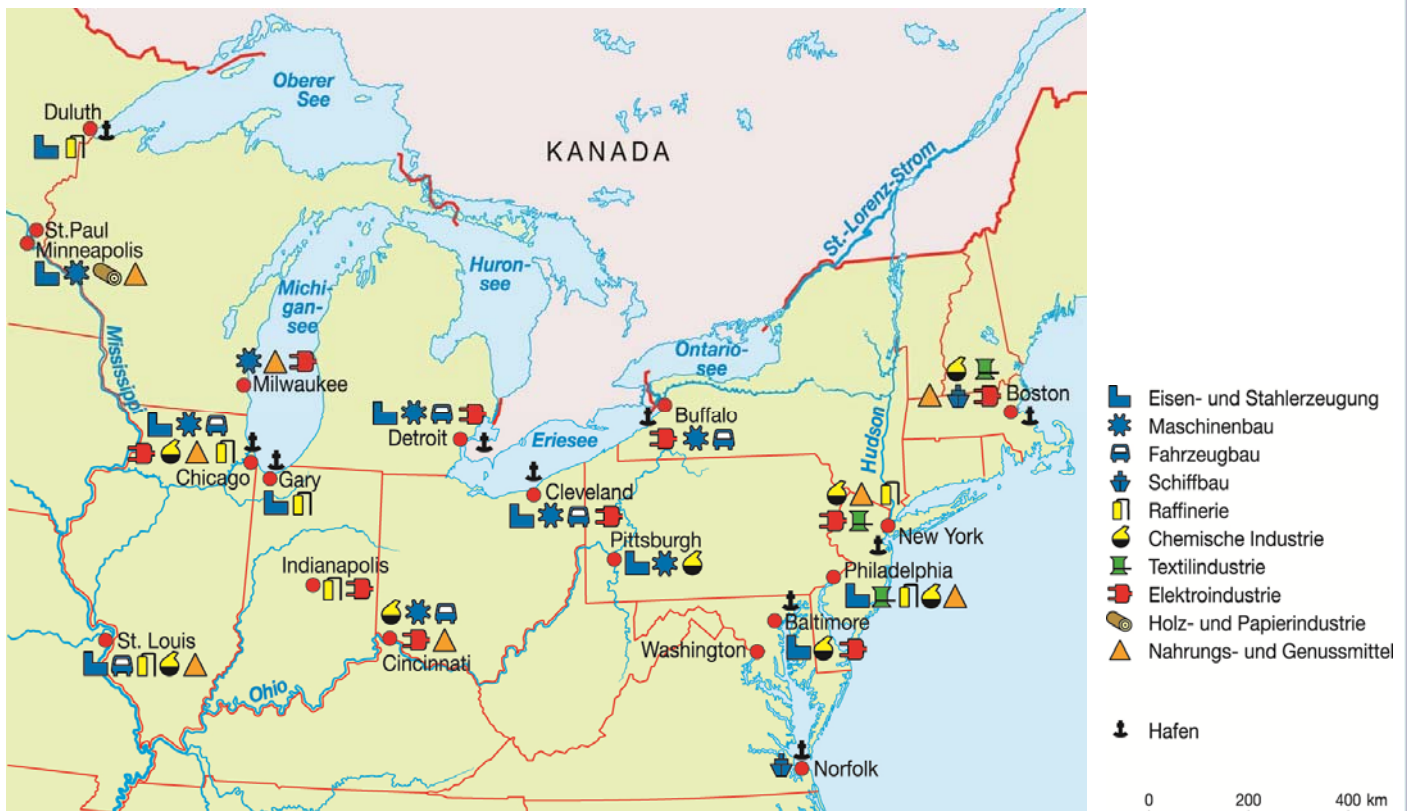 Oberer
See
Duluth
KANADA
St.-Lorenz-Strom
St.Paul
Minneapolis
Huron-
see
Michi-
gan-
see
Mississippi
Ontario-
see
Milwaukee
Boston
Buffalo
Detroit
Eriesee
Hudson
Chicago
Gary
Cleveland
New York
Pittsburgh
Indianapolis
Philadelphia
Baltimore
St. Louis
Washington
Cincinnati
Ohio
Norfolk
Eisen- und Stahlerzeugung
Maschinenbau
Fahrzeugbau
Schiffbau
Raffinerie
Chemische Industrie
Textilindustrie
Elektroindustrie
Holz- und Papierindustrie
Nahrungs- und Genussmittel
Hafen
0 200 400 km